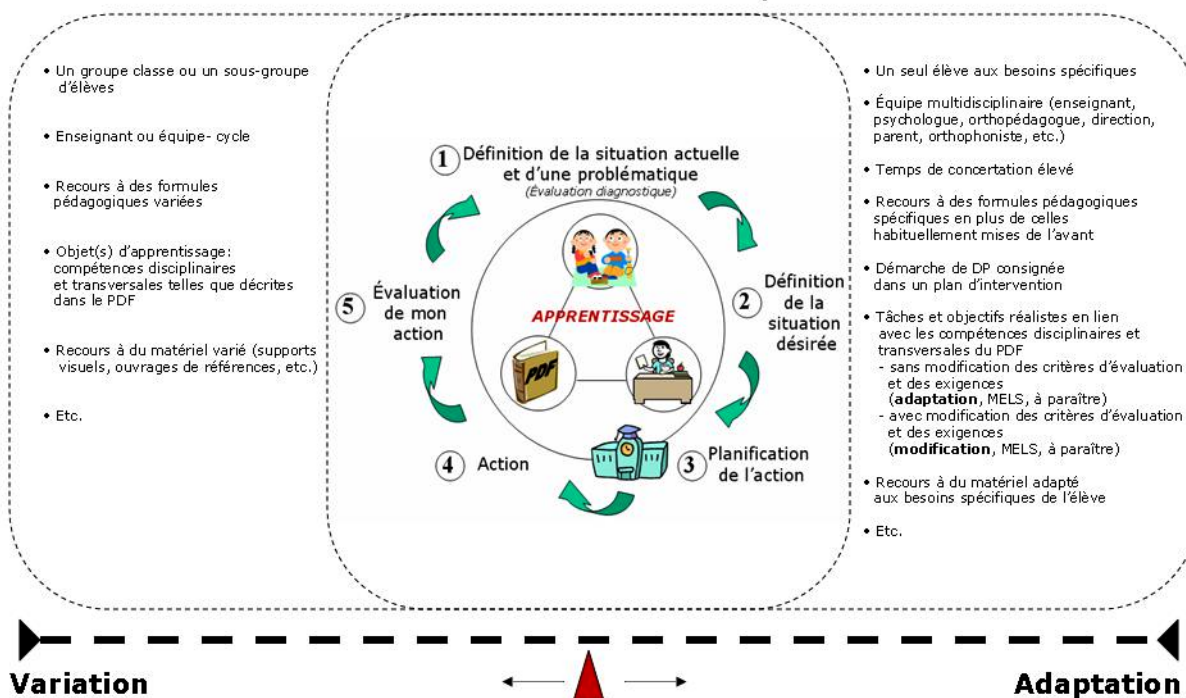 • Un groupe classe ou un sous-groupe
d'élèves
• Enseignant ou équipe- cycle
• Recours à des formules
pédagogiques variées
• Objet(s) d'apprentissage:
compétences disciplinaires
et transversales telles que décrites
dans le PDF
• Recours à du matériel varié (supports
visuels, ouvrages de références, etc.)
• Etc.
1 Définition de la situation actuelle
et d'une problématique
(Évaluation diagnostique)
2 Définition
de la
situation
désirée
3 Planification
de l'action
4 Action
5 Évaluation
de mon
action
APPRENTISSAGE
PDF
• Un seul élève aux besoins spécifiques
• Équipe multidisciplinaire (enseignant,
psychologue, orthopédagogue, direction,
parent, orthophoniste, etc.)
• Temps de concertation élevé
• Recours à des formules pédagogiques
spécifiques en plus de celles
habituellement mises de l'avant
• Démarche de DP consignée
dans un plan d'intervention
• Tâches et objectifs réalistes en lien
avec les compétences disciplinaires et
transversales du PDF
- sans modification des critères d'évaluation
et des exigences
(adaptation, MELS, à paraître)
- avec modification des critères d'évaluation
et des exigences
(modification, MELS, à paraître)
• Recours à du matériel adapté
aux besoins spécifiques de l'élève
• Etc.
Variation
Adaptation